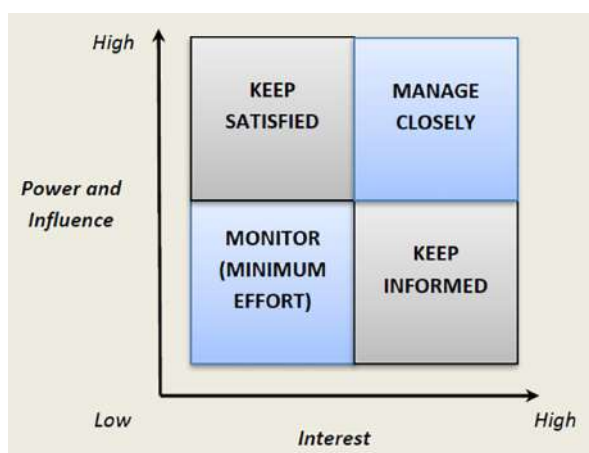 High
KEEP
SATISFIED
MANAGE
CLOSELY
Power and
Influence
MONITOR
(MINIMUM
EFFORT)
KEEP
INFORMED
Low
Interest
High